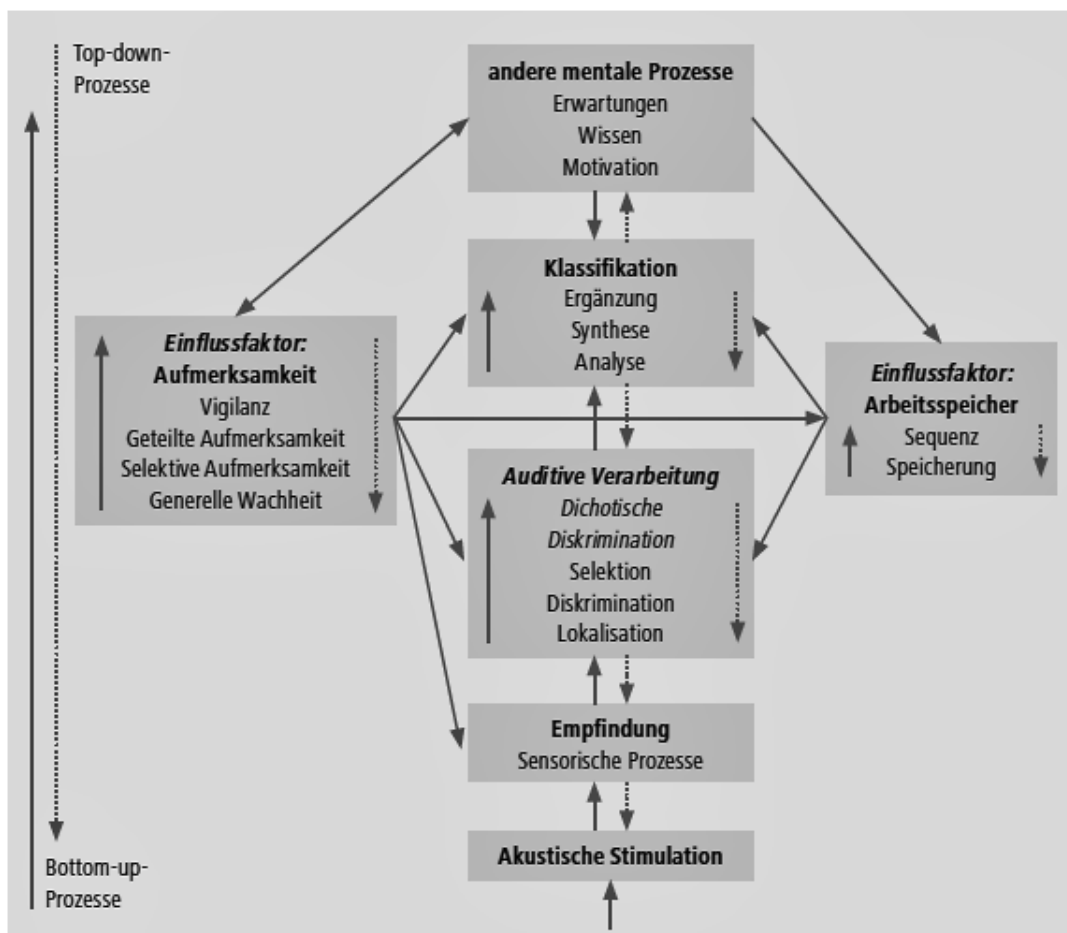 Top-down-
Prozesse
andere mentale Prozesse
Erwartungen
Wissen
Motivation
Klassifikation
Ergänzung
Synthese
Analyse
Einflussfaktor:
Aufmerksamkeit
Vigilanz
Geteilte Aufmerksamkeit
Selektive Aufmerksamkeit
Generelle Wachheit
Einflussfaktor:
Arbeitsspeicher
Sequenz
Speicherung
Auditive Verarbeitung
Dichotische
Diskrimination
Selektion
Diskrimination
Lokalisation
Empfindung
Sensorische Prozesse
Akustische Stimulation
Bottom-up-
Prozesse